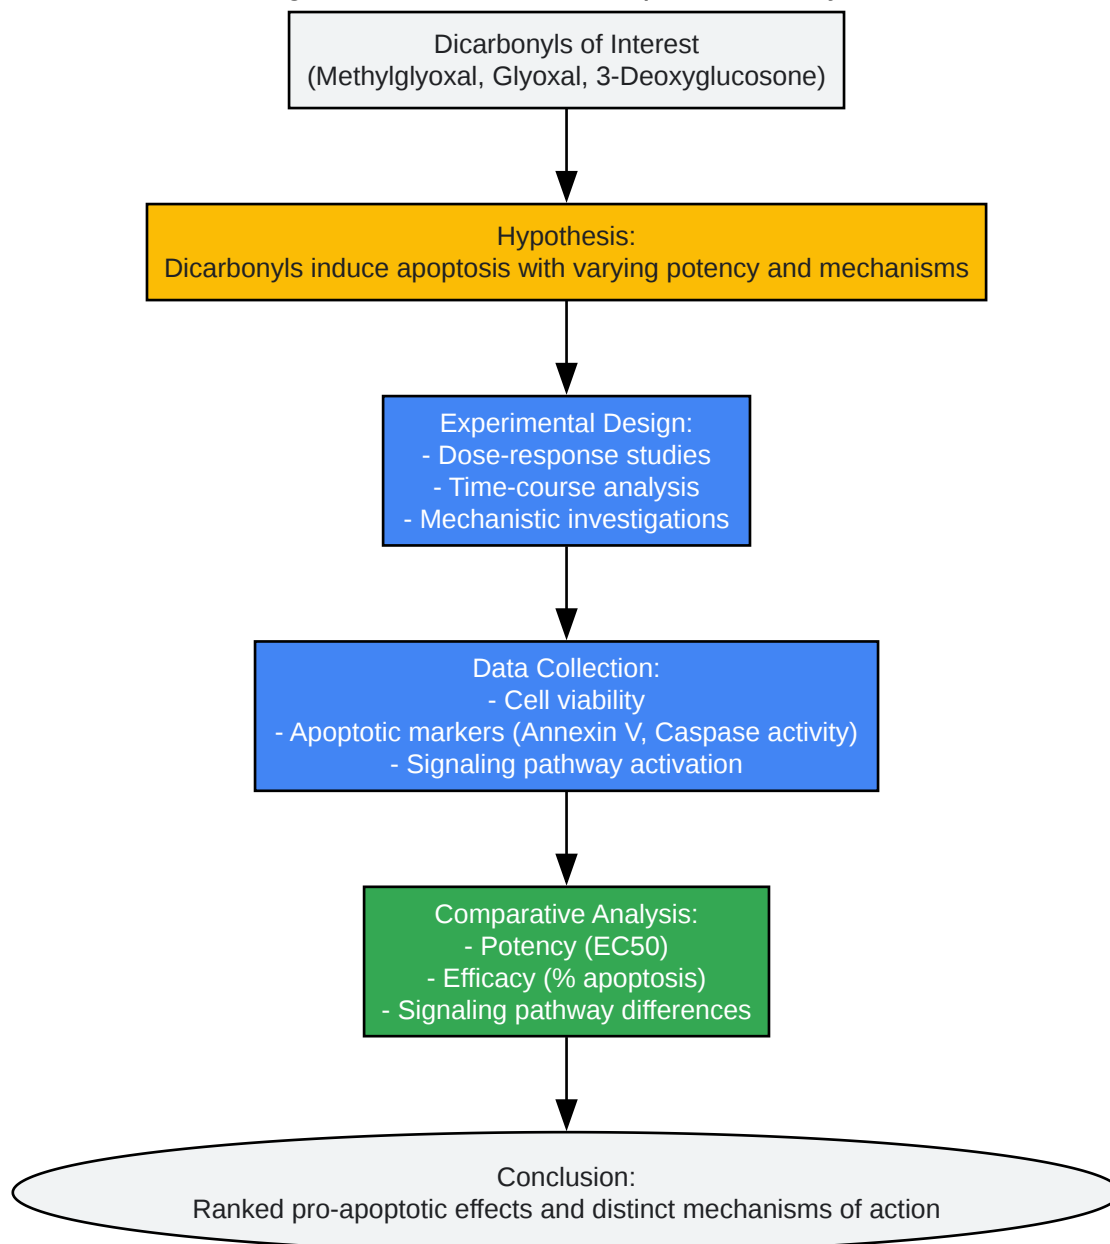 Dicarbonyls of Interest
(Methylglyoxal, Glyoxal, 3-Deoxyglucosone)
Hypothesis:
Dicarbonyls induce apoptosis with varying potency and mechanisms
Experimental Design:
- Dose-response studies
- Time-course analysis
- Mechanistic investigations
Data Collection:
- Cell viability
- Apoptotic markers (Annexin V, Caspase activity)
- Signaling pathway activation
Comparative Analysis:
- Potency (EC50)
- Efficacy (% apoptosis)
- Signaling pathway differences
Conclusion:
Ranked pro-apoptotic effects and distinct mechanisms of action